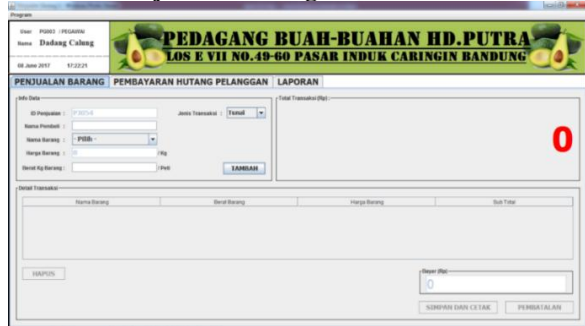 Program
User PG003 / PEGAWAI
Nama Dadang Calung
08 June 2017 17:22:21
PEDAGANG BUAH-BUAHAN HD.PUTRA
LOS E VII NO.49-60 PASAR INDUK CARINGIN BANDUNG
PENJUALAN BARANG PEMBAYARAN HUTANG PELANGGAN LAPORAN
Info Data
Total Transaksi (Rp)
ID Penjualan : Jenis Transaksi : Tunai
Nama Pembeli :
Nama Barang : - Pilih -
0
Harga Barang : 0 / Kg
Berat Kg Barang : / Peti TAMBAH
Detail Transaksi
Nama Barang Berat Barang Harga Barang Sub Total
HAPUS
Bayar (Rp)
0
SIMPAN DAN CETAK PEMBATALAN